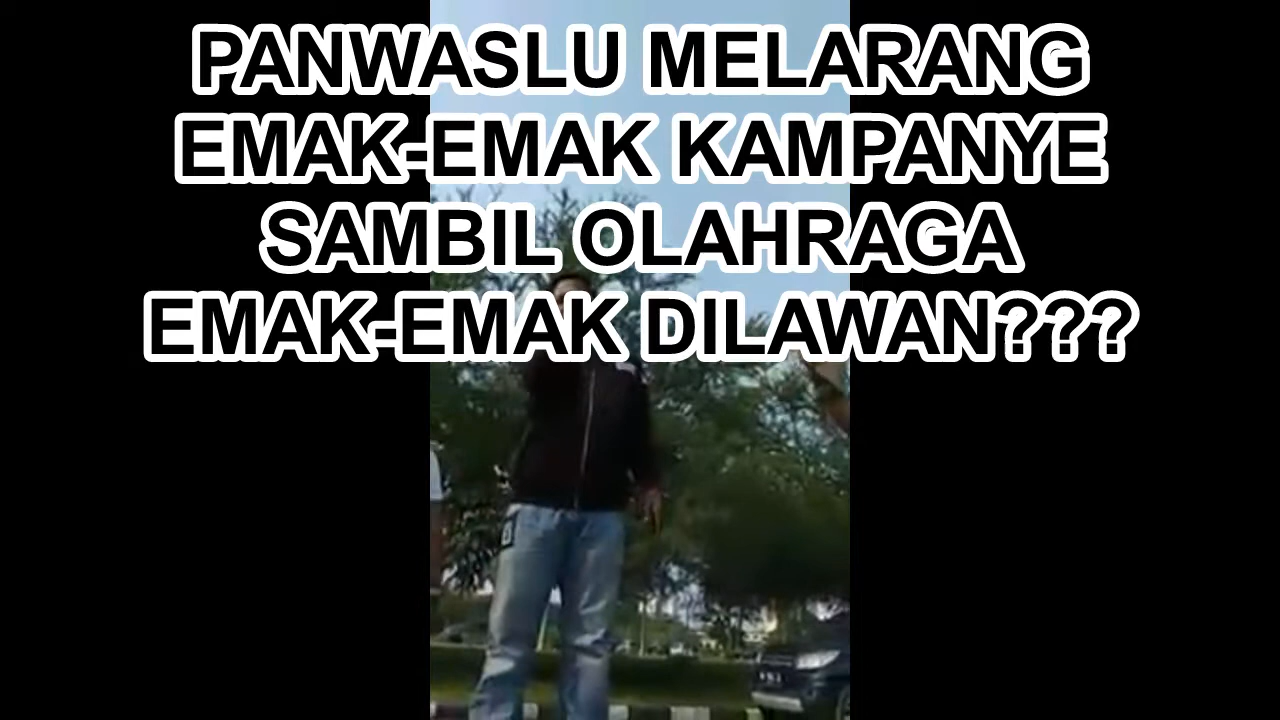 PANWASLU MELARANG
EMAK-EMAK KAMPANYE
SAMBIL OLAHRAGA
EMAK-EMAK DILAWAN???